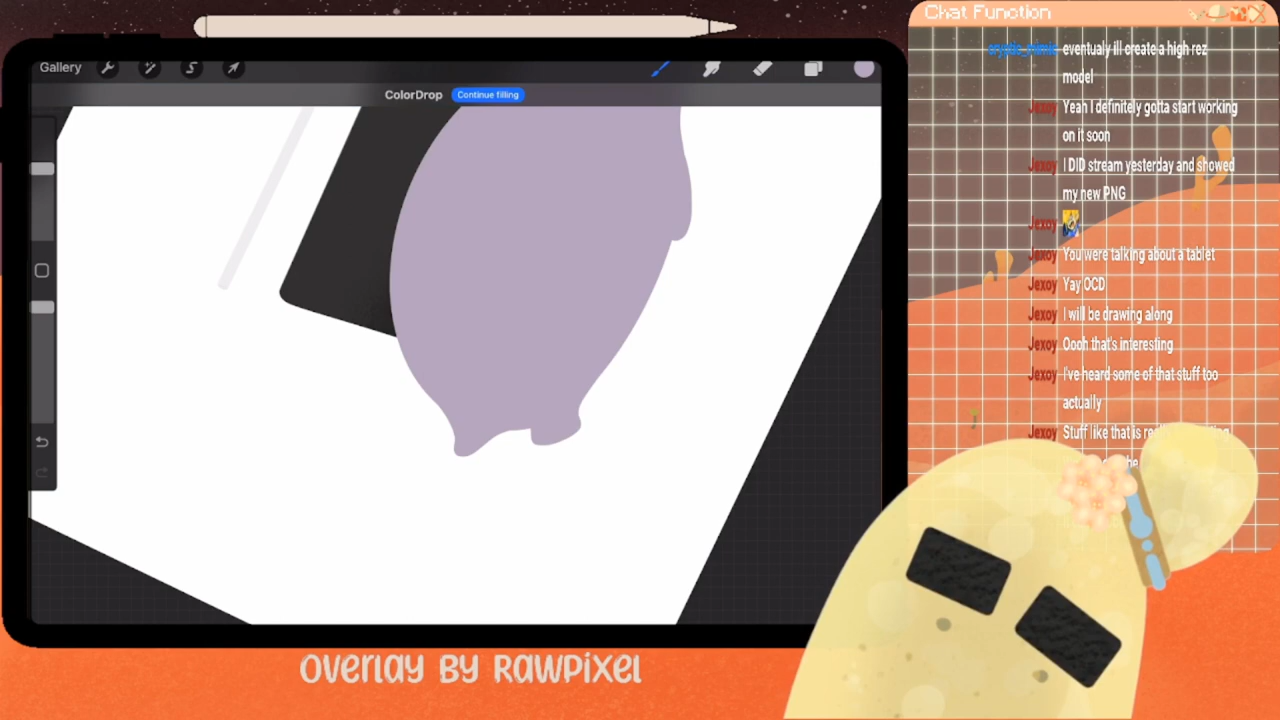 Chat Function
Gallery
ColorDrop Continue filling
cryptic_mimic eventualy ill create a high rez
model
Jexoy Yeah I definitely gotta start working
on it soon
Jexoy I DID stream yesterday and showed
my new PNG
Jexoy
Jexoy You were talking about a tablet
Jexoy Yay OCD
Jexoy I will be drawing along
Jexoy Oooh that's interesting
Jexoy I've heard some of that stuff too
actually
Jexoy Stuff like that is
Overlay by Rawpixel